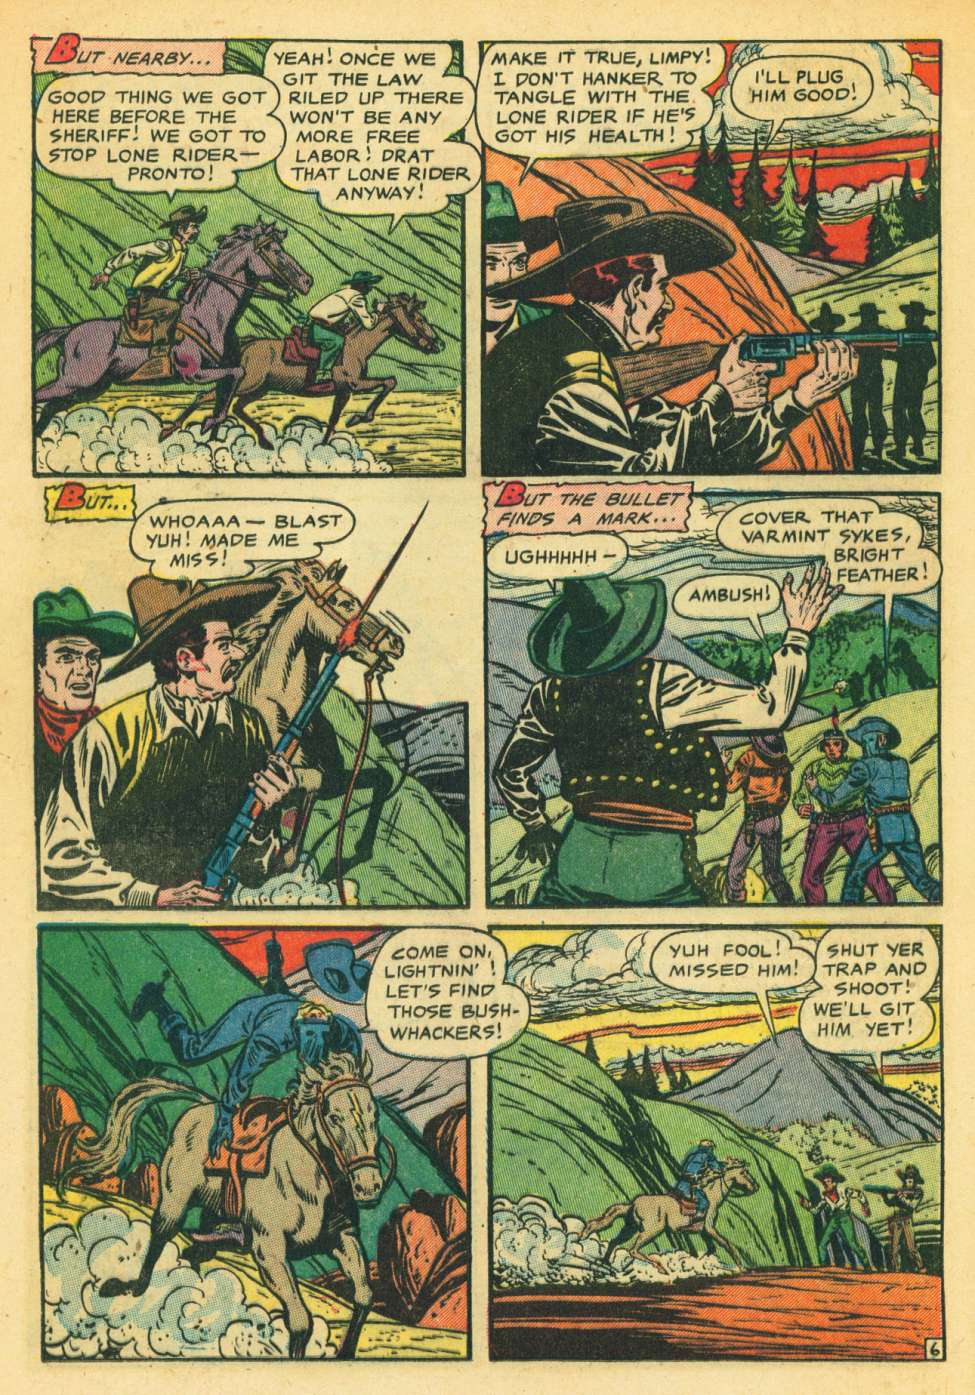 BUT NEARBY...
GOOD THING WE GOT
HERE BEFORE THE
SHERIFF! WE GOT TO
STOP LONE RIDER—
PRONTO!
YEAH! ONCE WE
GIT THE LAW
RILED UP THERE
WON'T BE ANY
MORE FREE
LABOR! DRAT
THAT LONE RIDER
ANYWAY!
MAKE IT TRUE, LIMPY!
I DON'T HANKER TO
TANGLE WITH THE
LONE RIDER IF HE'S
GOT HIS HEALTH!
I'LL PLUG
HIM GOOD!
BUT...
WHOAAA — BLAST
YUH! MADE ME
MISS!
BUT THE BULLET
FINDS A MARK...
UGHHHHH —
COVER THAT
VARMINT SYKES,
BRIGHT
FEATHER!
AMBUSH!
COME ON,
LIGHTNIN'!
LET'S FIND
THOSE BUSH-
WHACKERS!
YUH FOOL!
MISSED HIM!
SHUT YER
TRAP AND
SHOOT!
WE'LL GIT
HIM YET!
6